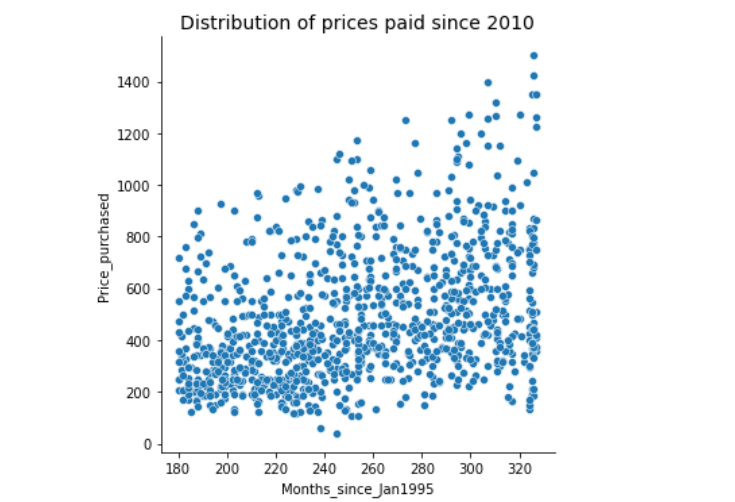 Distribution of prices paid since 2010
Price_purchased
1400
1200
1000
800
600
400
200
0
180 200 220 240 260 280 300 320
Months_since_Jan1995